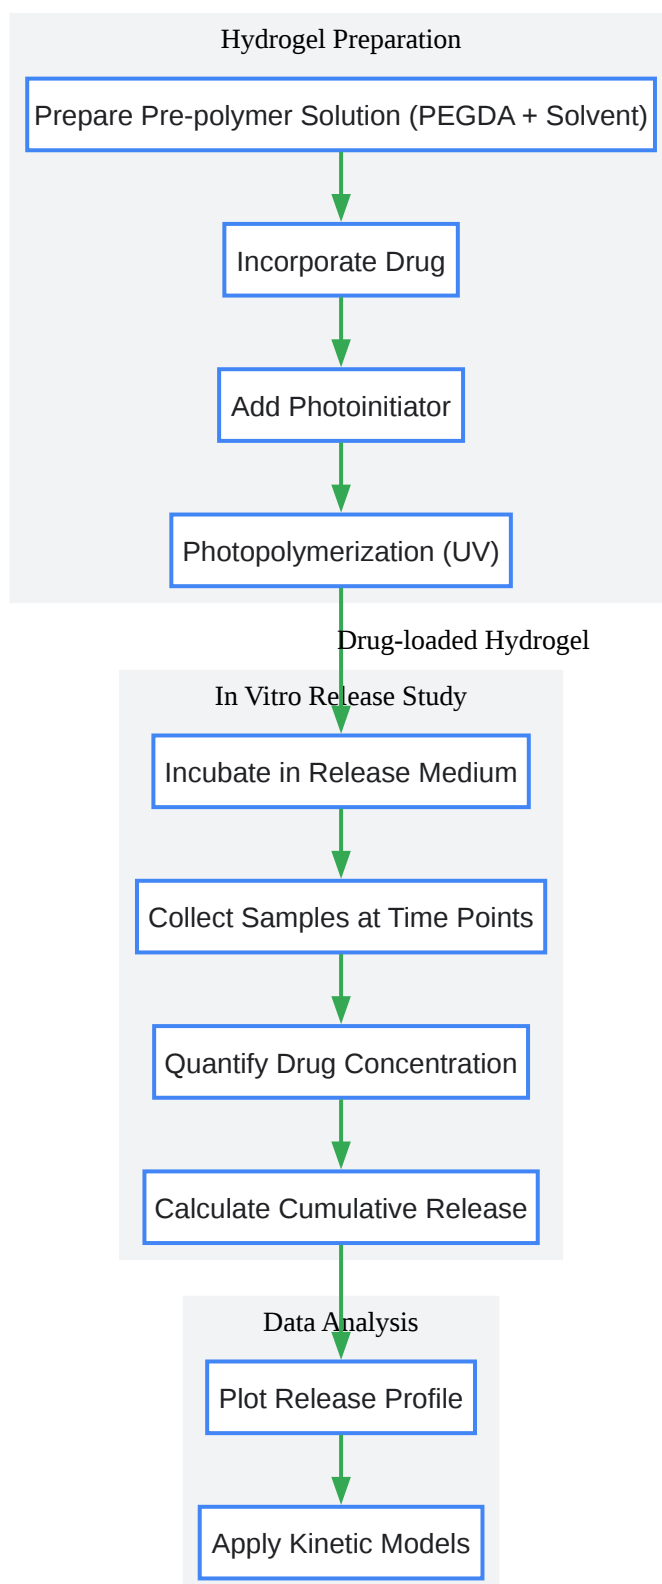 Hydrogel Preparation
Prepare Pre-polymer Solution (PEGDA + Solvent)
Incorporate Drug
Add Photoinitiator
Photopolymerization (UV)
Drug-loaded Hydrogel
In Vitro Release Study
Incubate in Release Medium
Collect Samples at Time Points
Quantify Drug Concentration
Calculate Cumulative Release
Data Analysis
Plot Release Profile
Apply Kinetic Models